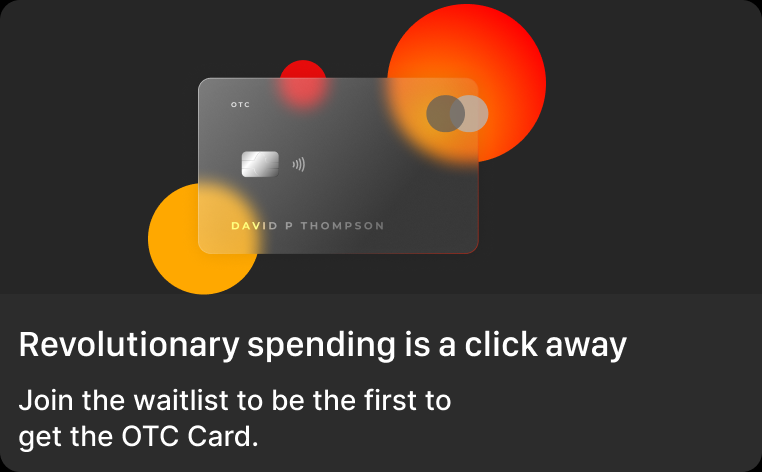 OTC
DAVID P THOMPSON
Revolutionary spending is a click away
Join the waitlist to be the first to
get the OTC Card.